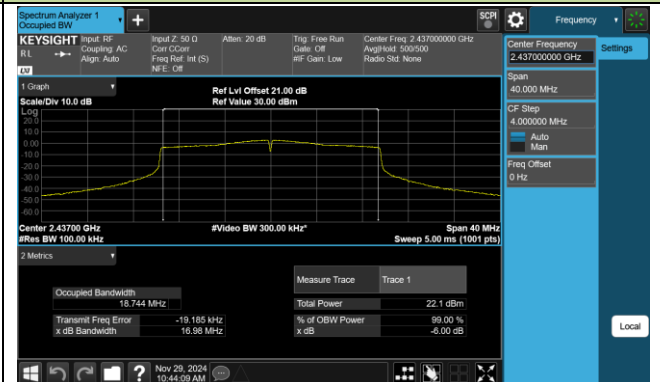 Spectrum Analyzer 1
Occupied BW
SCPI
Frequency
KEYSIGHT
RL
LXI
Input: RF
Coupling: AC
Align: Auto
Input Z: 50 Ω
Corr CCorr
Freq Ref: Int (S)
NFE: Off
Atten: 20 dB
Trig: Free Run
Gate: Off
#IF Gain: Low
Center Freq: 2.437000000 GHz
Avg|Hold: 500/500
Radio Std: None
Center Frequency
2.437000000 GHz
Settings
Span
40.000 MHz
CF Step
4.000000 MHz
Auto
Man
Freq Offset
0 Hz
1 Graph
Scale/Div 10.0 dB
Ref Lvl Offset 21.00 dB
Ref Value 30.00 dBm
Log
20.0
10.0
0.00
-10.0
-20.0
-30.0
-40.0
-50.0
-60.0
Center 2.43700 GHz
#Res BW 100.00 kHz
#Video BW 300.00 kHz*
Span 40 MHz
Sweep 5.00 ms (1001 pts)
2 Metrics
Measure Trace
Trace 1
Occupied Bandwidth
18.744 MHz
Total Power
22.1 dBm
Transmit Freq Error
-19.185 kHz
% of OBW Power
99.00 %
x dB Bandwidth
16.98 MHz
x dB
-6.00 dB
Local
?
Nov 29, 2024
10:44:09 AM